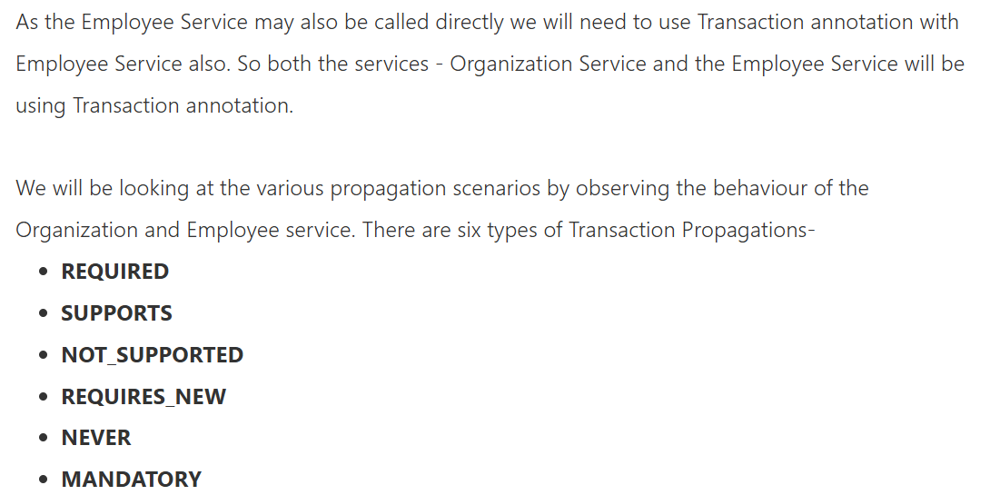 As the Employee Service may also be called directly we will need to use Transaction annotation with
Employee Service also. So both the services - Organization Service and the Employee Service will be
using Transaction annotation.
We will be looking at the various propagation scenarios by observing the behaviour of the
Organization and Employee service. There are six types of Transaction Propagations-
• REQUIRED
• SUPPORTS
• NOT_SUPPORTED
• REQUIRES_NEW
• NEVER
• MANDATORY